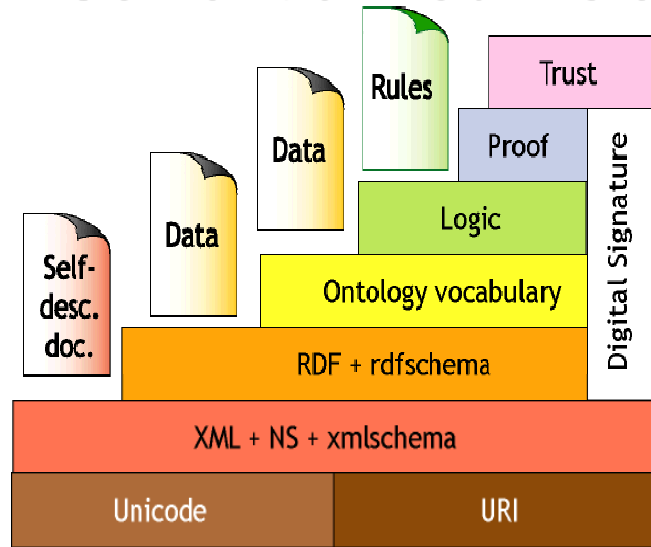 Trust
Rules
Proof
Data
Logic
Data
Self-
desc.
doc.
Ontology vocabulary
Digital Signature
RDF + rdfschema
XML + NS + xmlschema
Unicode
URI